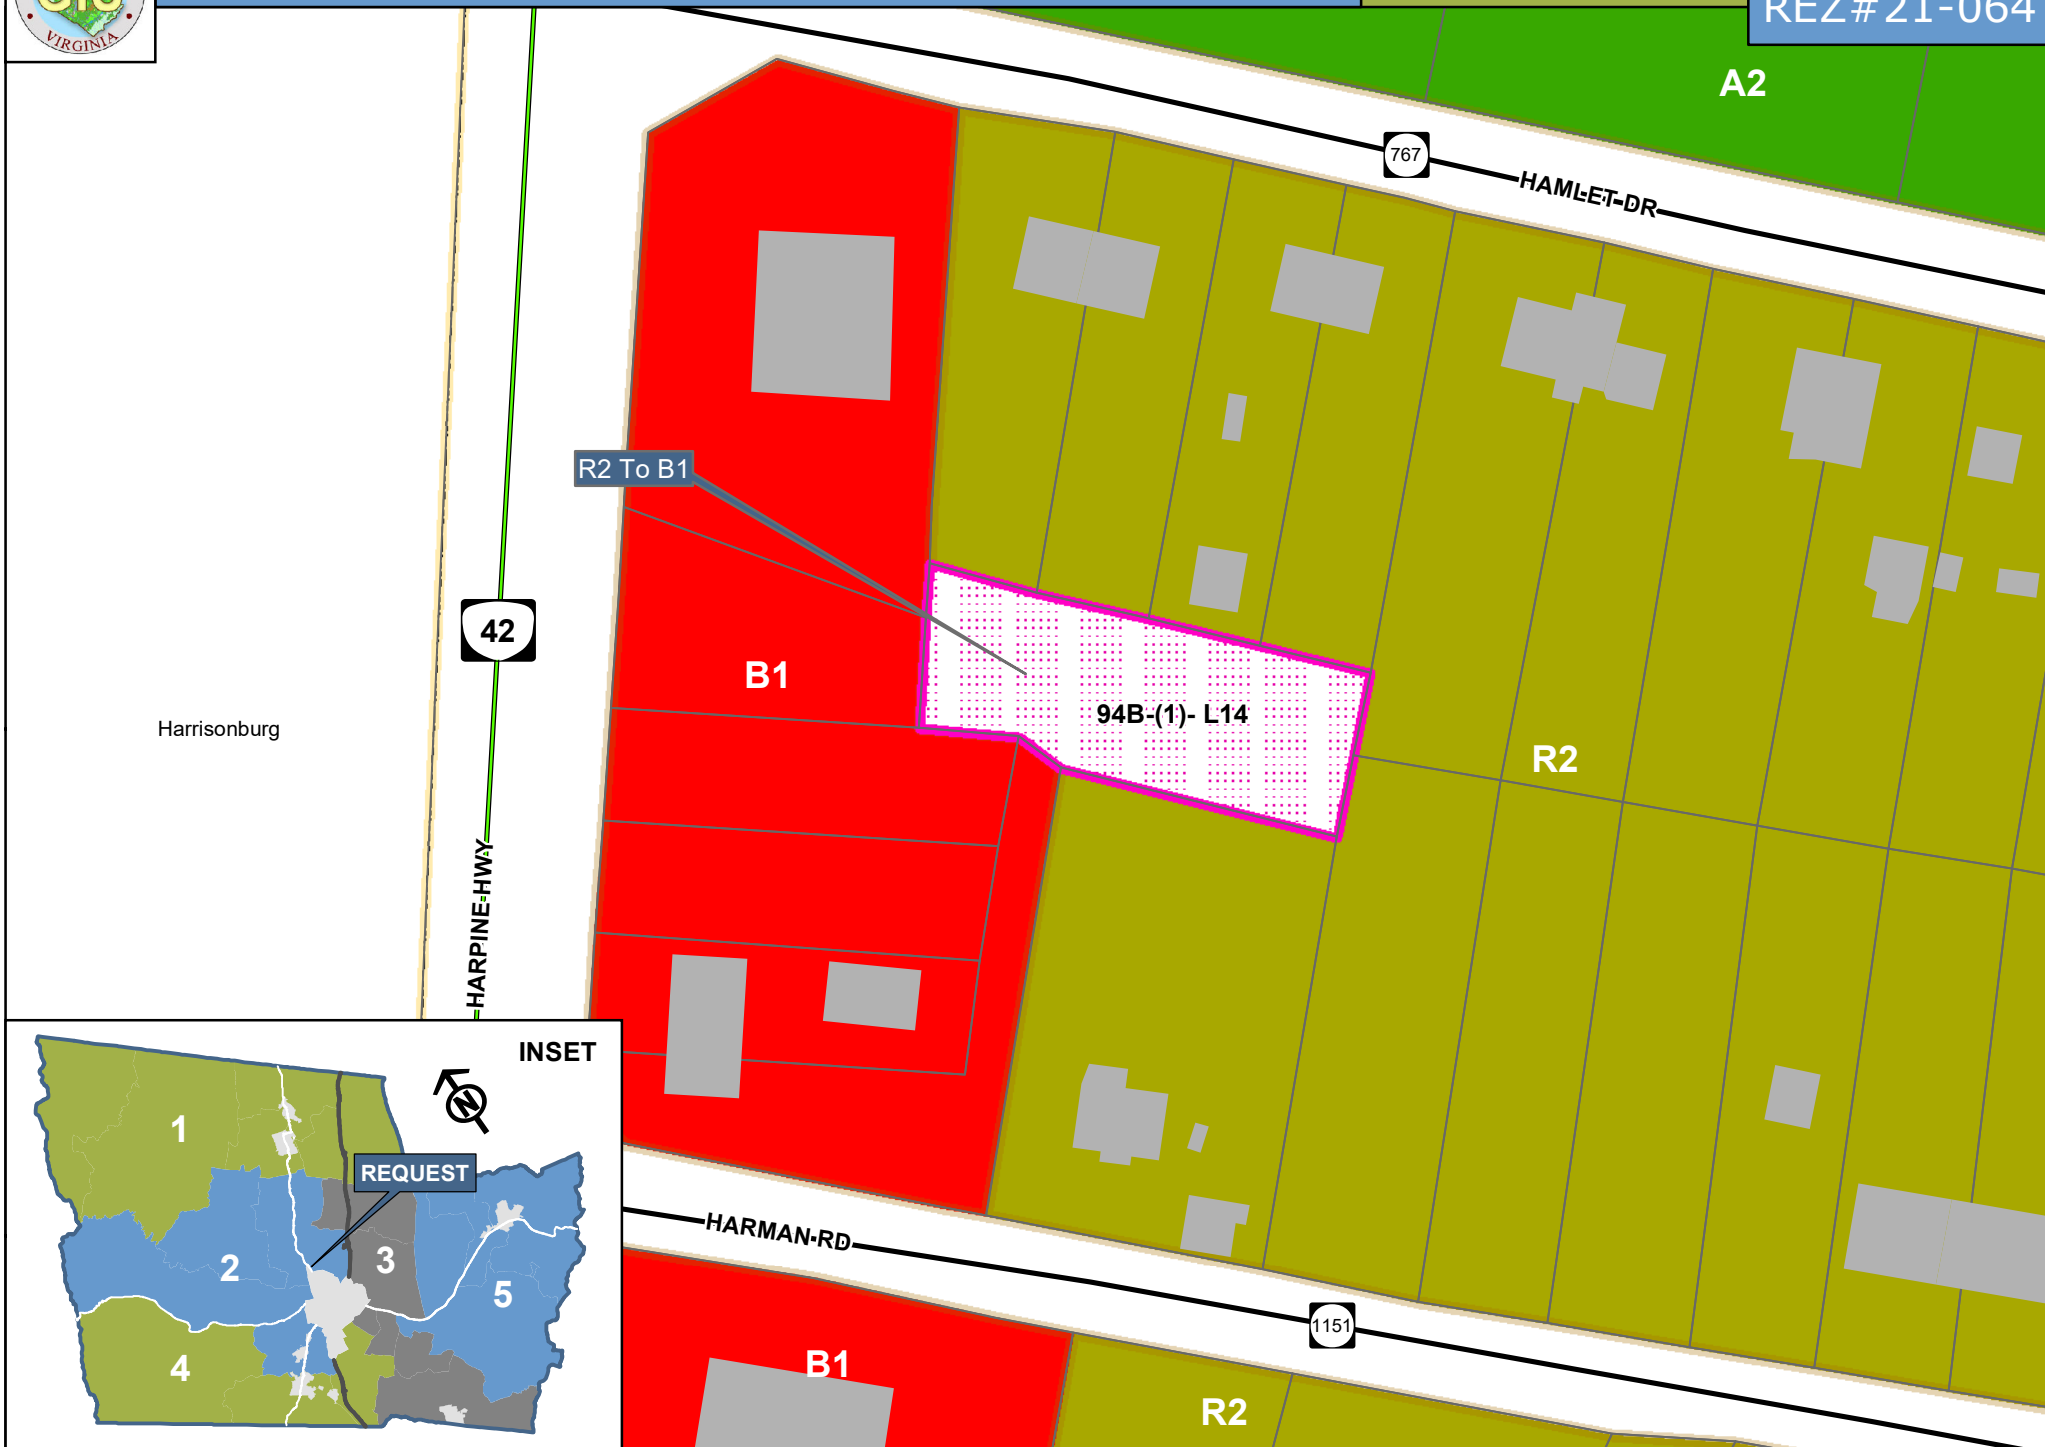 GIS
VIRGINIA
REZ#21-064
A2
767
HAMLET DR
R2 To B1
42
B1
94B-(1)- L14
Harrisonburg
R2
HARPINE HWY
INSET
N
1
REQUEST
2
3
5
4
HARMAN RD
1151
B1
R2